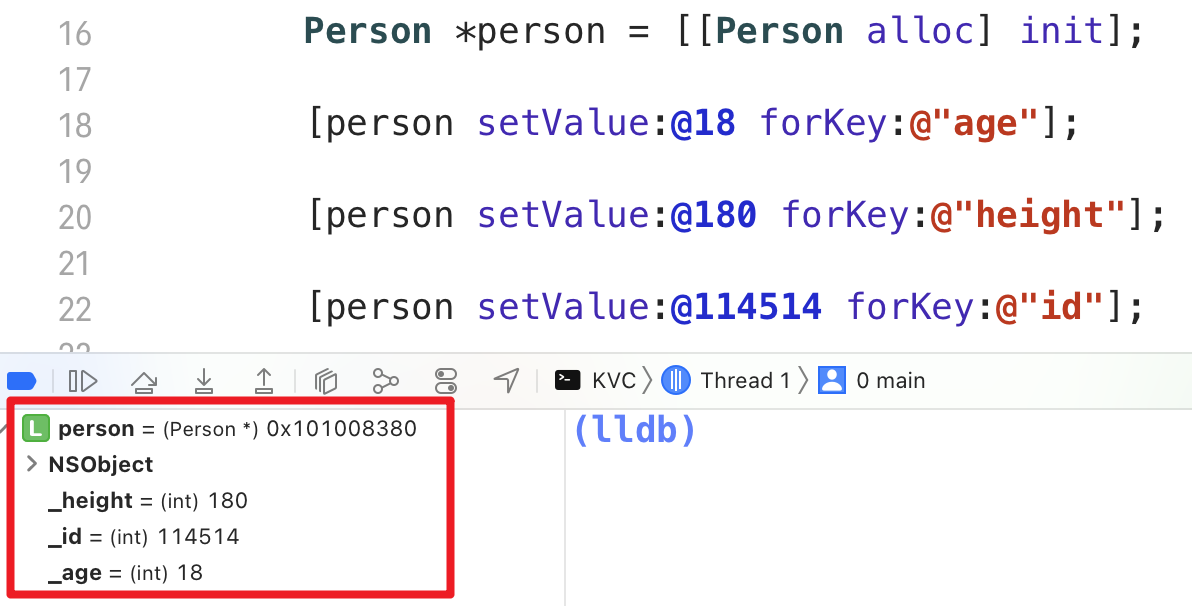 16 Person *person = [[Person alloc] init];
17
18 [person setValue:@18 forKey:@"age"];
19
20 [person setValue:@180 forKey:@"height"];
21
22 [person setValue:@114514 forKey:@"id"];
KVC Thread 1 0 main
L person = (Person *) 0x101008380
(lldb)
NSObject
_height = (int) 180
_id = (int) 114514
_age = (int) 18